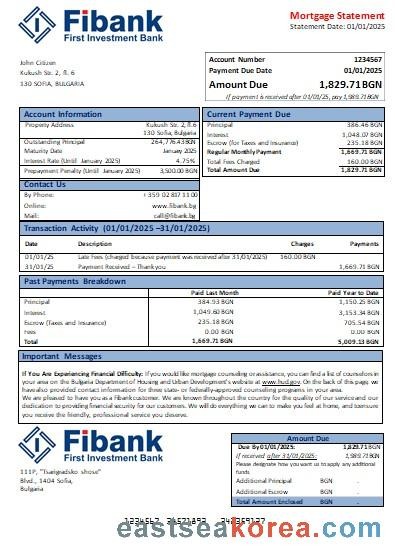 Fibank
First Investment Bank
Mortgage Statement
Statement Date: 01/01/2025
John Citizen
Kukush Str. 2, fl. 6
130 SOFIA, BULGARIA
Account Number 1234567
Payment Due Date 01/01/2025
Amount Due 1,829.71 BGN
If payment is received after 01/01/25, pay 1,989.71 BGN
Account Information
Property Address Kukush Str. 2, fl.6
130 Sofia, Bulgaria
Outstanding Principal 264,776.43 BGN
Maturity Date January 2025
Interest Rate (Until January 2025) 4.75%
Prepayment Penalty (Until January 2025) 3,500.00 BGN
Contact Us
By Phone: +359 02 817 11 00
Online: www.fibank.bg
Mail: call@fibank.bg
Current Payment Due
Principal 386.46 BGN
Interest 1,048.07 BGN
Escrow (for Taxes and Insurance) 235.18 BGN
Regular Monthly Payment 1,669.71 BGN
Total Fees Charged 160.00 BGN
Total Amount Due 1,829.71 BGN
Transaction Activity (01/01/2025 –31/01/2025)
Date Description Charges Payments
01/01/25 Late Fees (charged because payment was received after 31/01/2025) 160.00 BGN
31/01/25 Payment Received – Thank you 1,669.71 BGN
Past Payments Breakdown
Paid Last Month Paid Year to Date
Principal 384.93 BGN 1,150.25 BGN
Interest 1,049.60 BGN 3,153.34 BGN
Escrow (Taxes and Insurance) 235.18 BGN 705.54 BGN
Fees 0.00 BGN 0.00 BGN
Total 1,669.71 BGN 5,009.13 BGN
Important Messages
If You Are Experiencing Financial Difficulty: If you would like mortgage counseling or assistance, you can find a list of counselors in
your area on the Bulgaria Department of Housing and Urban Development's website at www.hud.gov. On the back of this page, we
have also provided contact information for three state- or federally-approved counseling programs in your area.
We are pleased to have you as a Fibank customer. We are known throughout the country for the quality of our service and our
dedication to providing financial security for our customers. We will do everything we can to make you feel at home, and to ensure
you receive the friendly, professional service you deserve.
Fibank
First Investment Bank
111P, "Tsarigradsko shose"
Blvd., 1404 Sofia,
Bulgaria
Amount Due
Due By 01/01/2025: 1,829.71 BGN
If received after 31/01/2025: 1,989.71 BGN
Please designate how you want us to apply any additional
funds
Additional Principal BGN .
Additional Escrow BGN .
Total Amount Enclosed BGN .
1234567
eastseakorea.com